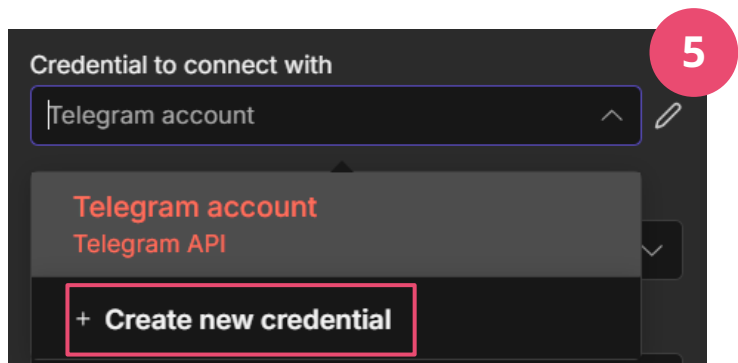 5
Credential to connect with
Telegram account
Telegram account
Telegram API
+ Create new credential